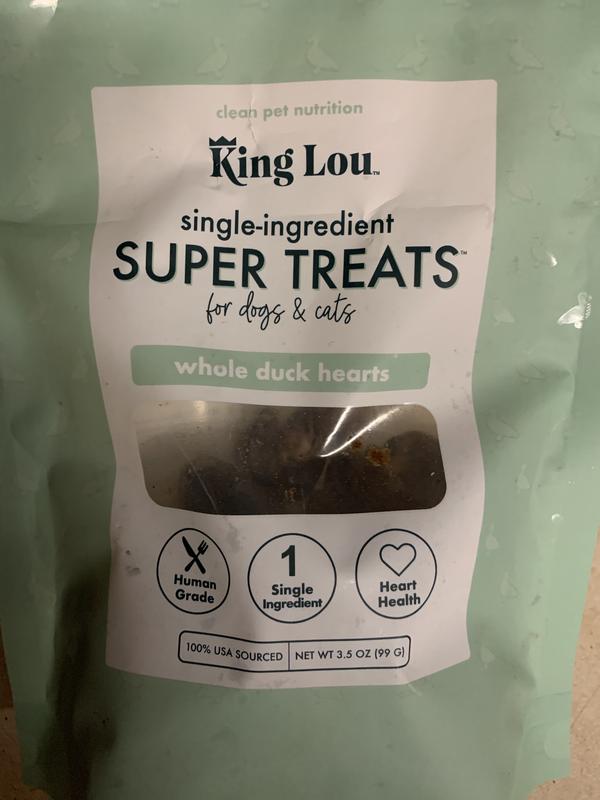 clean pet nutrition
King Lou™
single-ingredient
SUPER TREATS™
for dogs & cats
whole duck hearts
Human
Grade
1
Single
Ingredient
Heart
Health
100% USA SOURCED
NET WT 3.5 OZ (99 G)